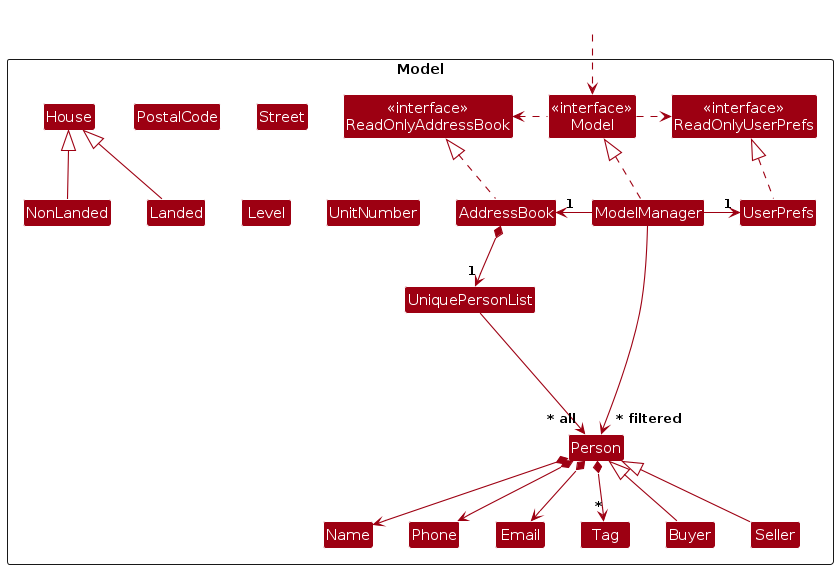 Model
House
PostalCode
Street
«interface»
ReadOnlyAddressBook
«interface»
Model
«interface»
ReadOnlyUserPrefs
NonLanded
Landed
Level
UnitNumber
AddressBook
1
ModelManager
1
UserPrefs
1
UniquePersonList
* all
* filtered
Person
*
Name
Phone
Email
Tag
Buyer
Seller